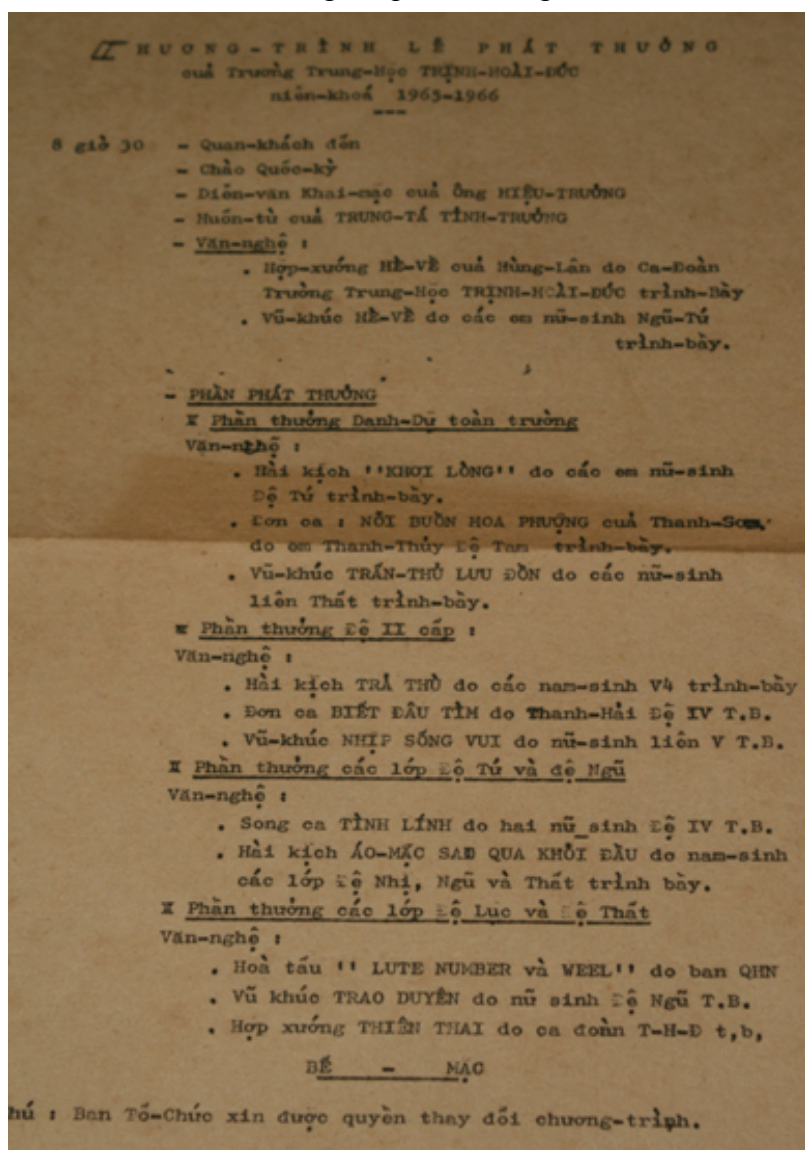 CHUONG-TRÌNH LỄ PHÁT THƯỞNG
cuả Trường Trung-Học TRỊNH-HOÀI-ĐỨC
niên-khoá 1965-1966
---
8 giờ 30 - Quan-khách đến
- Chào Quốc-kỳ
- Diễn-văn Khai-mạc cuả Ông HIỆU-TRƯỞNG
- Huấn-từ cuả TRUNG-TÁ TỈNH-TRƯỞNG
- Văn-nghệ :
. Hợp-xướng HÈ-VỀ cuả Hùng-Lân do Ca-Đoàn
Trường Trung-Học TRỊNH-HOÀI-ĐỨC trình-Bày
. Vũ-khúc HÈ-VỀ do các em nữ-sinh Ngũ-Tứ
trình-bày.
- PHẦN PHÁT THƯỞNG
* Phần thưởng Danh-Dự toàn trường
Văn-nghệ :
. Hài kịch ''KHƠI LÒNG'' do các em nữ-sinh
Đệ Tứ trình-bày.
. Đơn ca : NỖI BUỒN HOA PHƯỢNG cuả Thanh-Sơn,
do em Thanh-Thủy Đệ Tam trình-bày.
. Vũ-khúc TRẤN-THỦ LƯU ĐỒN do các nữ-sinh
liên Thất trình-bày.
* Phần thưởng Đệ II cấp :
Văn-nghệ :
. Hài kịch TRẢ THÙ do các nam-sinh V4 trình-bày
. Đơn ca BIẾT ĐÂU TÌM do Thanh-Hải Đệ IV T.B.
. Vũ-khúc NHỊP SỐNG VUI do nữ-sinh liên V T.B.
* Phần thưởng các lớp Đệ Tứ và đệ Ngũ
Văn-nghệ :
. Song ca TÌNH LÍNH do hai nữ_sinh Đệ IV T.B.
. Hài kịch ÁO-MẶC SAO QUA KHỎI ĐẦU do nam-sinh
các lớp Đệ Nhị, Ngũ và Thất trình bày.
* Phần thưởng các lớp Đệ Lục và Đệ Thất
Văn-nghệ :
. Hoà tấu '' LUTE NUMBER và WEEL'' do ban QHN
. Vũ khúc TRAO DUYÊN do nữ sinh Đệ Ngũ T.B.
. Hợp xướng THIÊN THAI do ca đoàn T-H-Đ t,b,
BẾ - MẠC
hú : Ban Tổ-Chức xin được quyền thay đổi chương-trình.